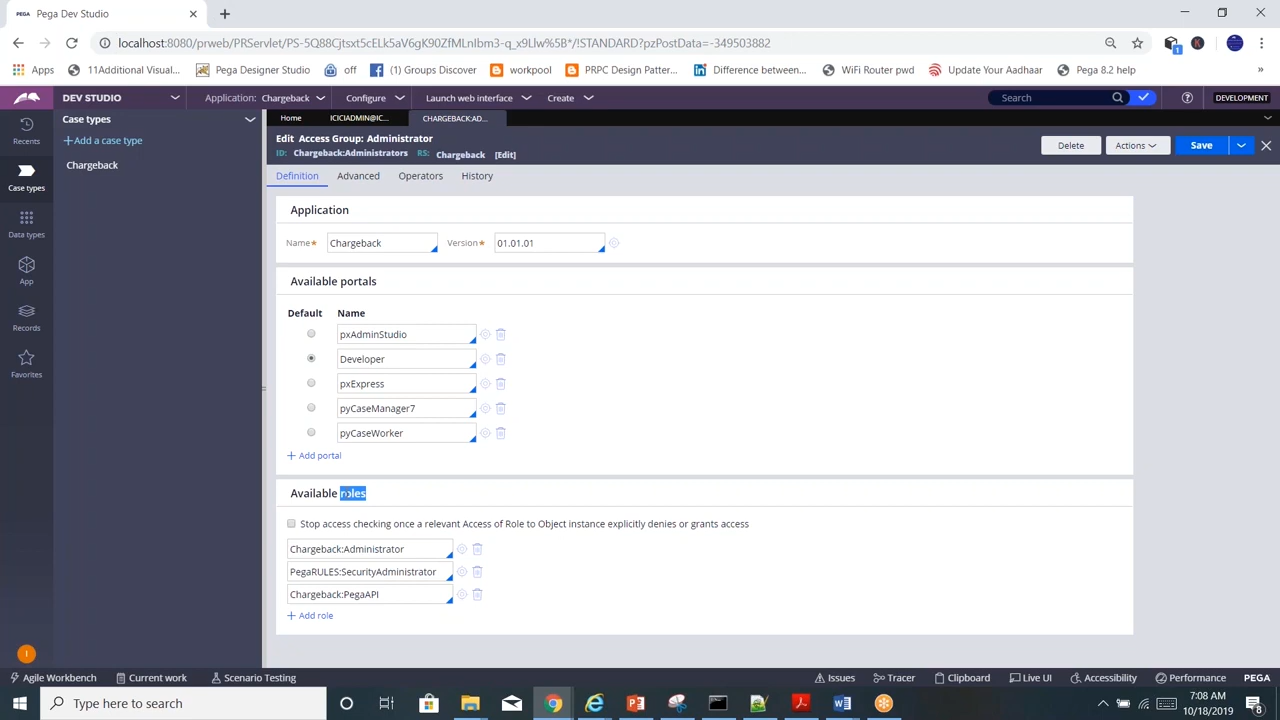 PEGA Pega Dev Studio
localhost:8080/prweb/PRServlet/PS-5Q88Cjtsxt5cELk5aV6gK90ZfMLnIbm3-q_x9Llw%5B*/!STANDARD?pzPostData=-349503882
Apps 11Additional Visual... Pega Designer Studio off (1) Groups Discover workpool PRPC Design Patter... Difference between... WiFi Router pwd Update Your Aadhaar Pega 8.2 help »
DEV STUDIO Application: Chargeback Configure Launch web interface Create Search DEVELOPMENT
Recents
Case types
Data types
App
Records
Favorites
I
Case types
+Add a case type
Chargeback
Home ICICIADMIN@IC... CHARGEBACK:AD...
Edit Access Group: Administrator
ID: Chargeback:Administrators RS: Chargeback [Edit]
Delete Actions Save
Definition Advanced Operators History
Application
Name* Chargeback Version* 01.01.01
Available portals
Default Name
pxAdminStudio
Developer
pxExpress
pyCaseManager7
pyCaseWorker
+ Add portal
Available roles
Stop access checking once a relevant Access of Role to Object instance explicitly denies or grants access
Chargeback:Administrator
PegaRULES:SecurityAdministrator
Chargeback:PegaAPI
+ Add role
Agile Workbench Current work Scenario Testing Issues Tracer Clipboard Live UI Accessibility Performance PEGA
Type here to search
7:08 AM
10/18/2019
8